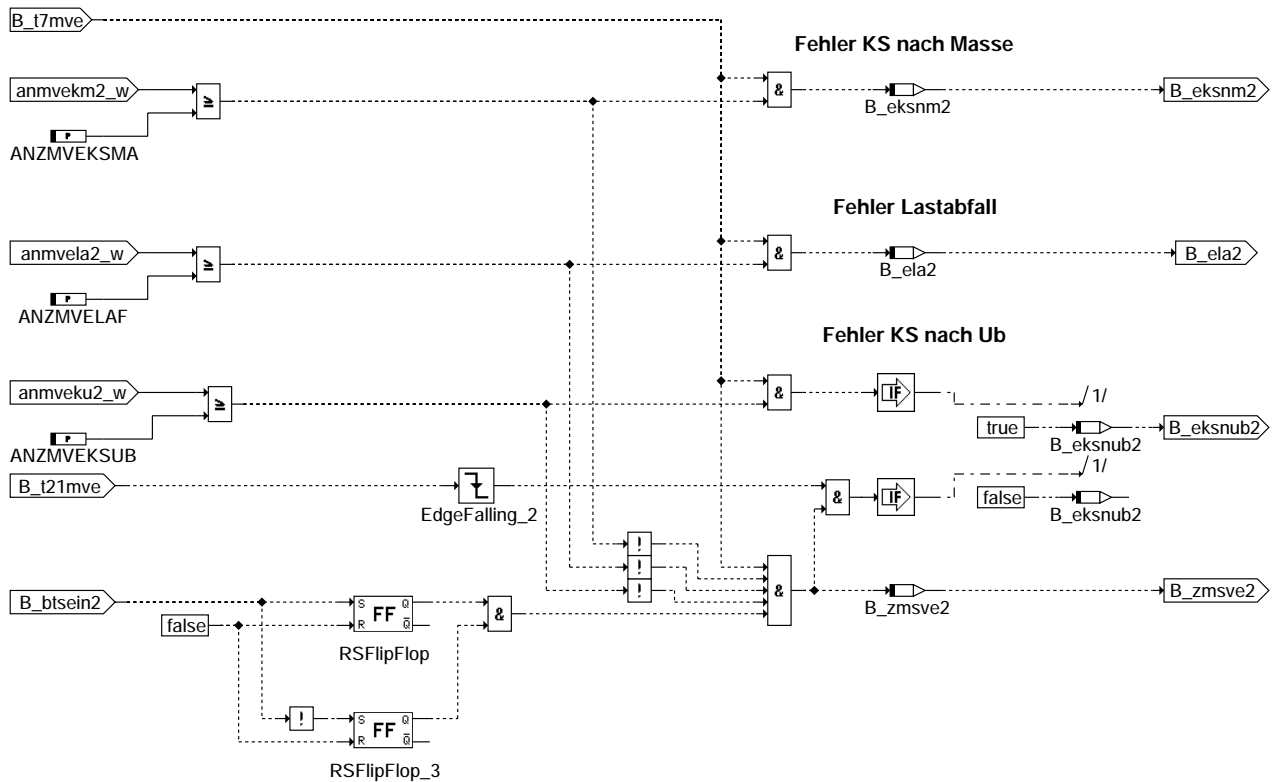 B_t7mve
Fehler KS nach Masse
anmvekm2_w
≥
&
B_eksnm2
B_eksnm2
P
ANZMVEKSMA
Fehler Lastabfall
anmvela2_w
≥
&
B_ela2
B_ela2
P
ANZMVELAF
Fehler KS nach Ub
anmveku2_w
≥
&
IF
/1/
true
B_eksnub2
B_eksnub2
P
ANZMVEKSUB
B_t21mve
EdgeFalling_2
&
IF
/1/
false
B_eksnub2
!
!
!
&
B_zmsve2
B_zmsve2
B_btsein2
false
S Q
FF
R Q̅
RSFlipFlop
&
!
S Q
FF
R Q̅
RSFlipFlop_3